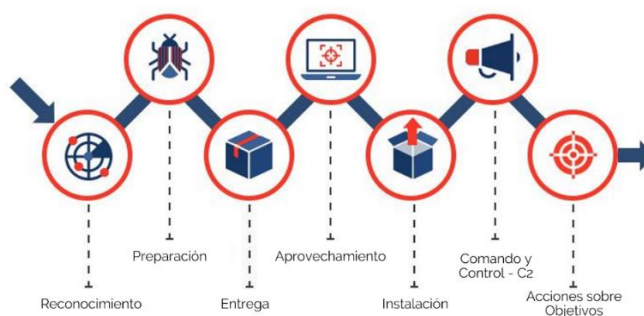 Reconocimiento
Preparación
Entrega
Aprovechamiento
Instalación
Comando y
Control - C2
Acciones sobre
Objetivos